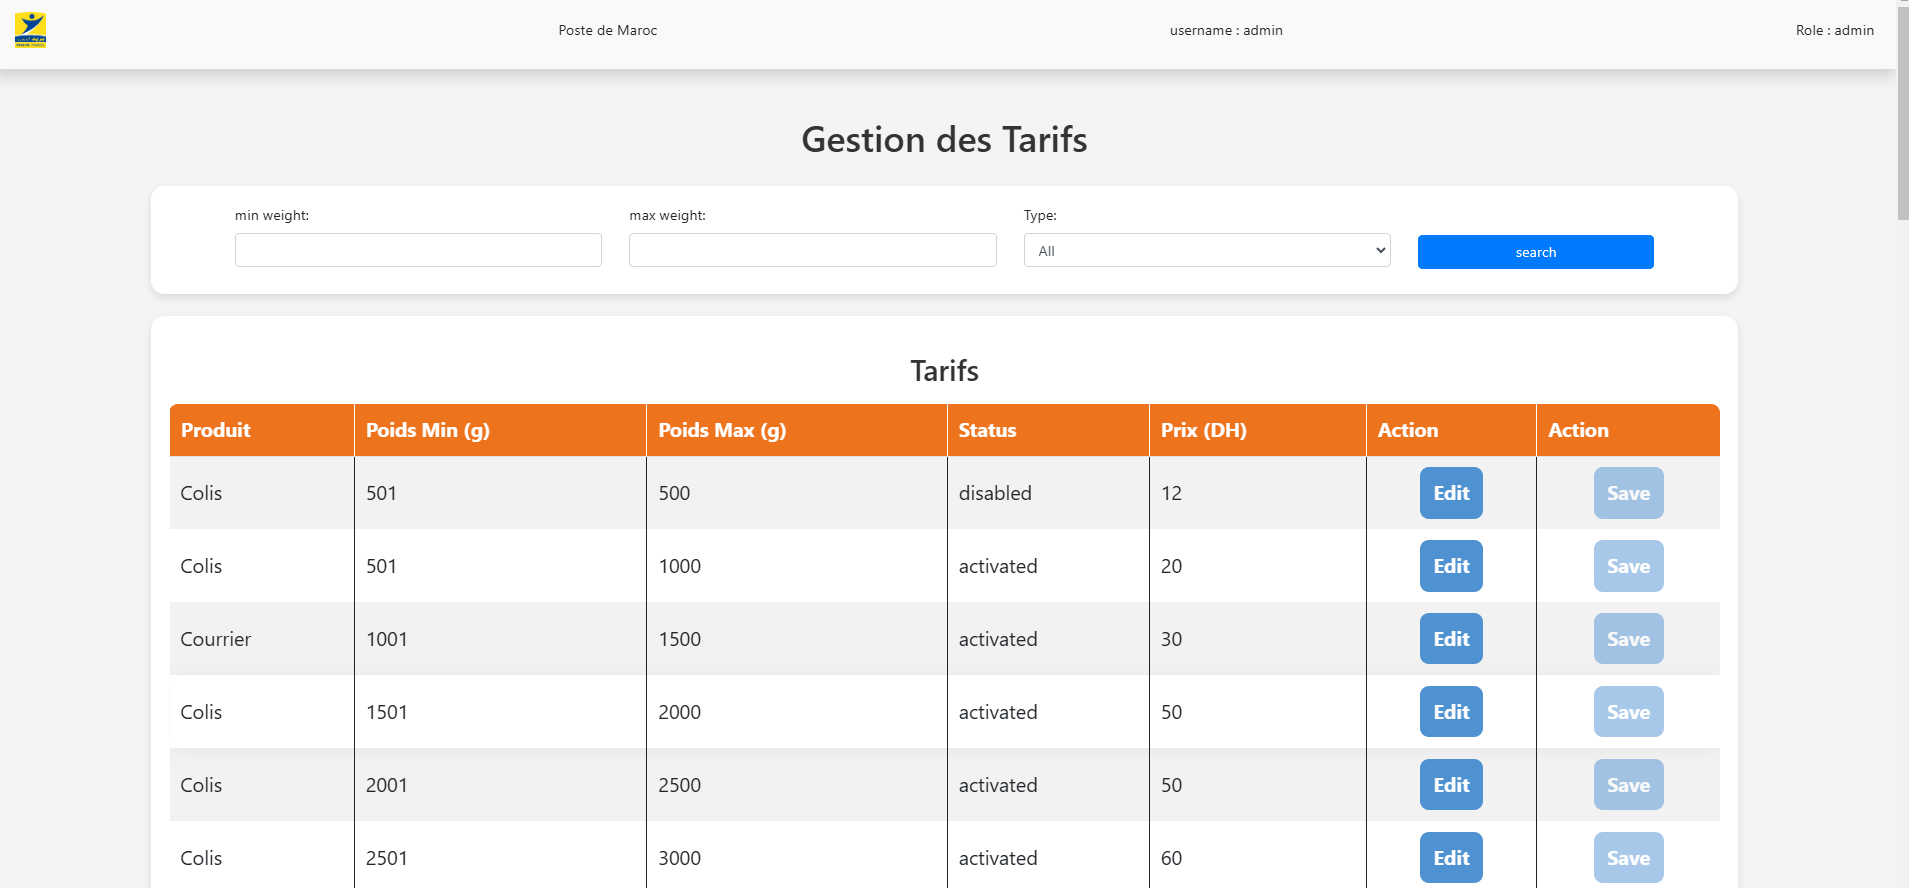 Poste de Maroc username : admin Role : admin
Gestion des Tarifs
min weight: max weight: Type:
All search
Tarifs
Produit Poids Min (g) Poids Max (g) Status Prix (DH) Action Action
Colis 501 500 disabled 12 Edit Save
Colis 501 1000 activated 20 Edit Save
Courrier 1001 1500 activated 30 Edit Save
Colis 1501 2000 activated 50 Edit Save
Colis 2001 2500 activated 50 Edit Save
Colis 2501 3000 activated 60 Edit Save